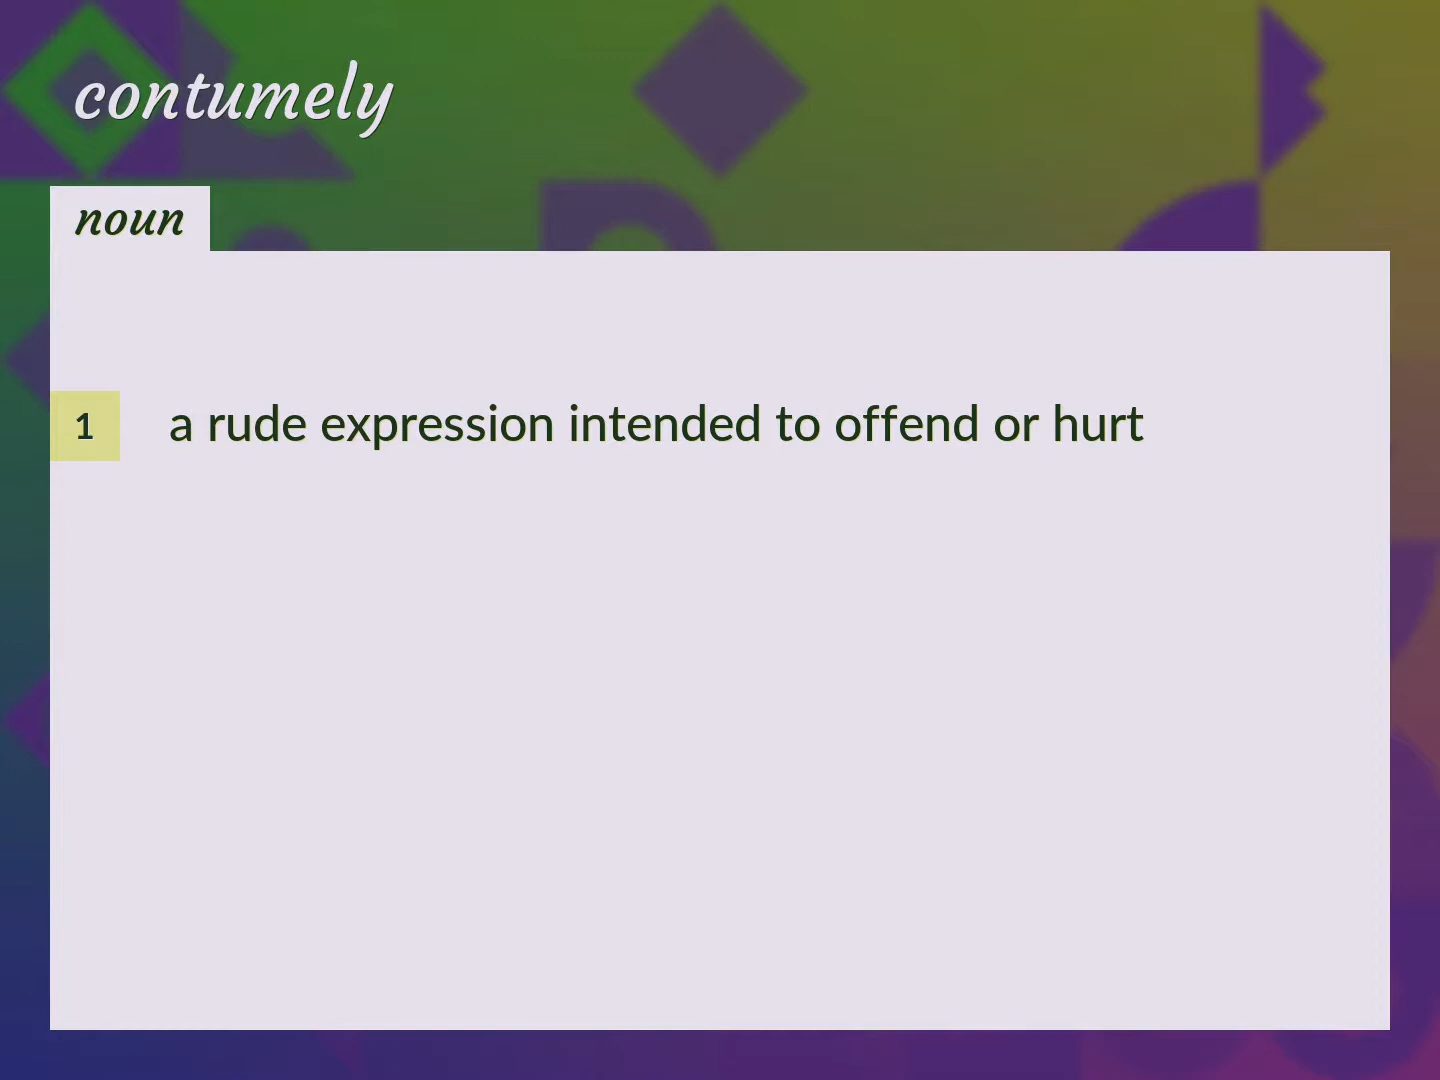 contumely
noun
1 a rude expression intended to offend or hurt